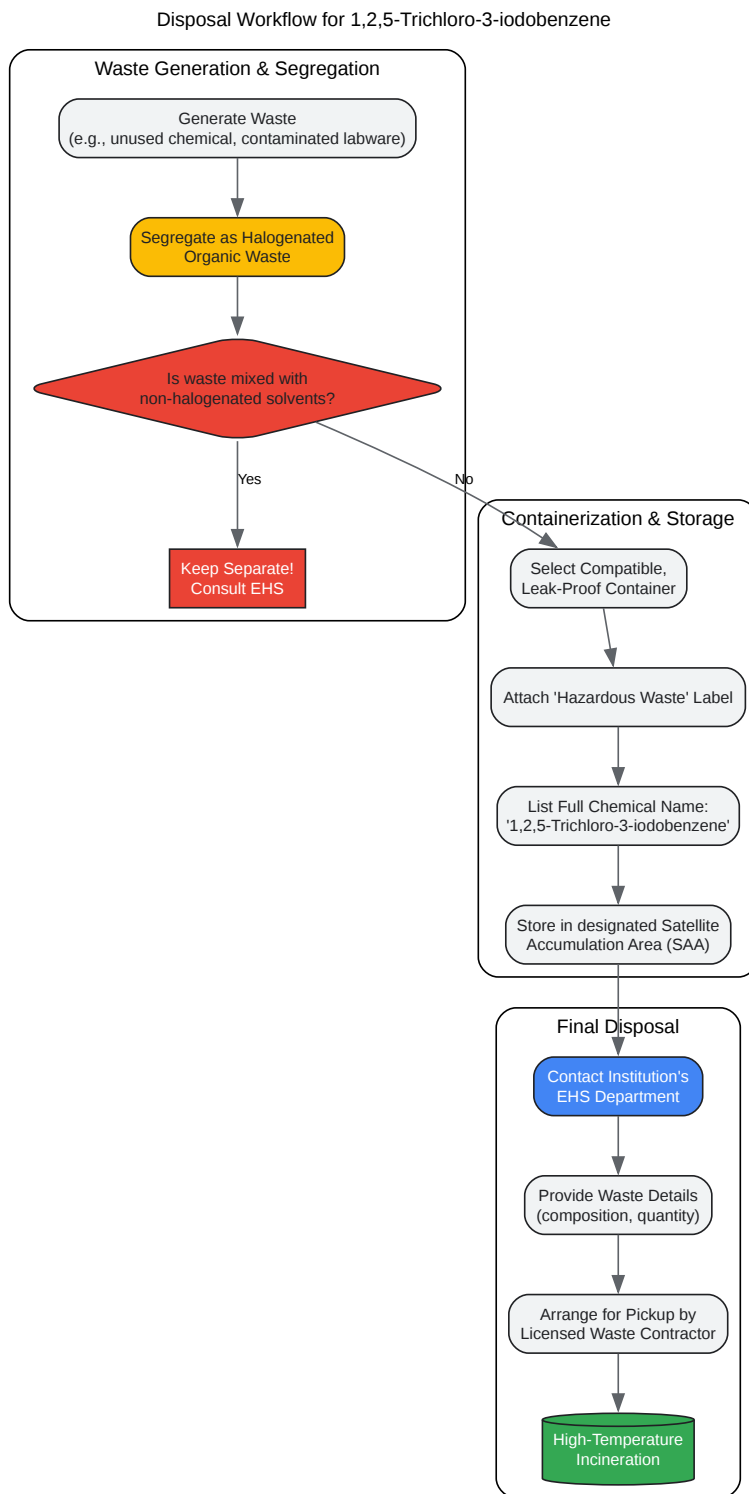 Disposal Workflow for 1,2,5-Trichloro-3-iodobenzene
Waste Generation & Segregation
Generate Waste
(e.g., unused chemical, contaminated labware)
Segregate as Halogenated
Organic Waste
Is waste mixed with
non-halogenated solvents?
Yes
No
Keep Separate!
Consult EHS
Containerization & Storage
Select Compatible,
Leak-Proof Container
Attach 'Hazardous Waste' Label
List Full Chemical Name:
'1,2,5-Trichloro-3-iodobenzene'
Store in designated Satellite
Accumulation Area (SAA)
Final Disposal
Contact Institution's
EHS Department
Provide Waste Details
(composition, quantity)
Arrange for Pickup by
Licensed Waste Contractor
High-Temperature
Incineration